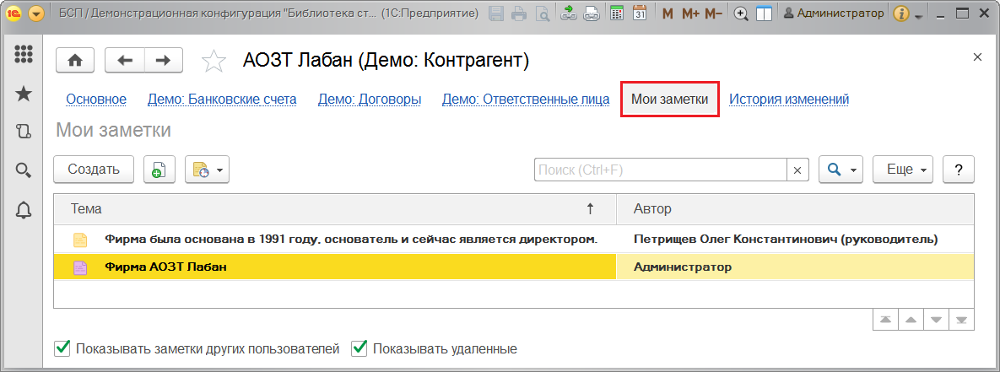 1С БСП / Демонстрационная конфигурация "Библиотека ст... (1С:Предприятие) 31 M M+ M- Администратор i
АОЗТ Лабан (Демо: Контрагент)
Основное Демо: Банковские счета Демо: Договоры Демо: Ответственные лица Мои заметки История изменений
Мои заметки
Создать Поиск (Ctrl+F) × Еще ?
Тема ↑ Автор
Фирма была основана в 1991 году, основатель и сейчас является директором. Петрищев Олег Константинович (руководитель)
Фирма АОЗТ Лабан Администратор
Показывать заметки других пользователей Показывать удаленные